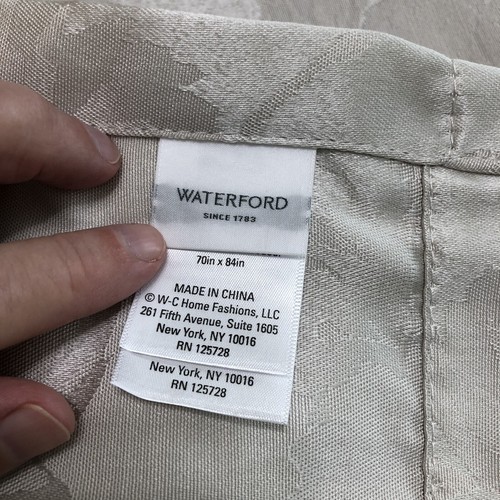 WATERFORD
SINCE 1783
70in x 84in
MADE IN CHINA
© W-C Home Fashions, LLC
261 Fifth Avenue, Suite 1605
New York, NY 10016
RN 125728
New York, NY 10016
RN 125728